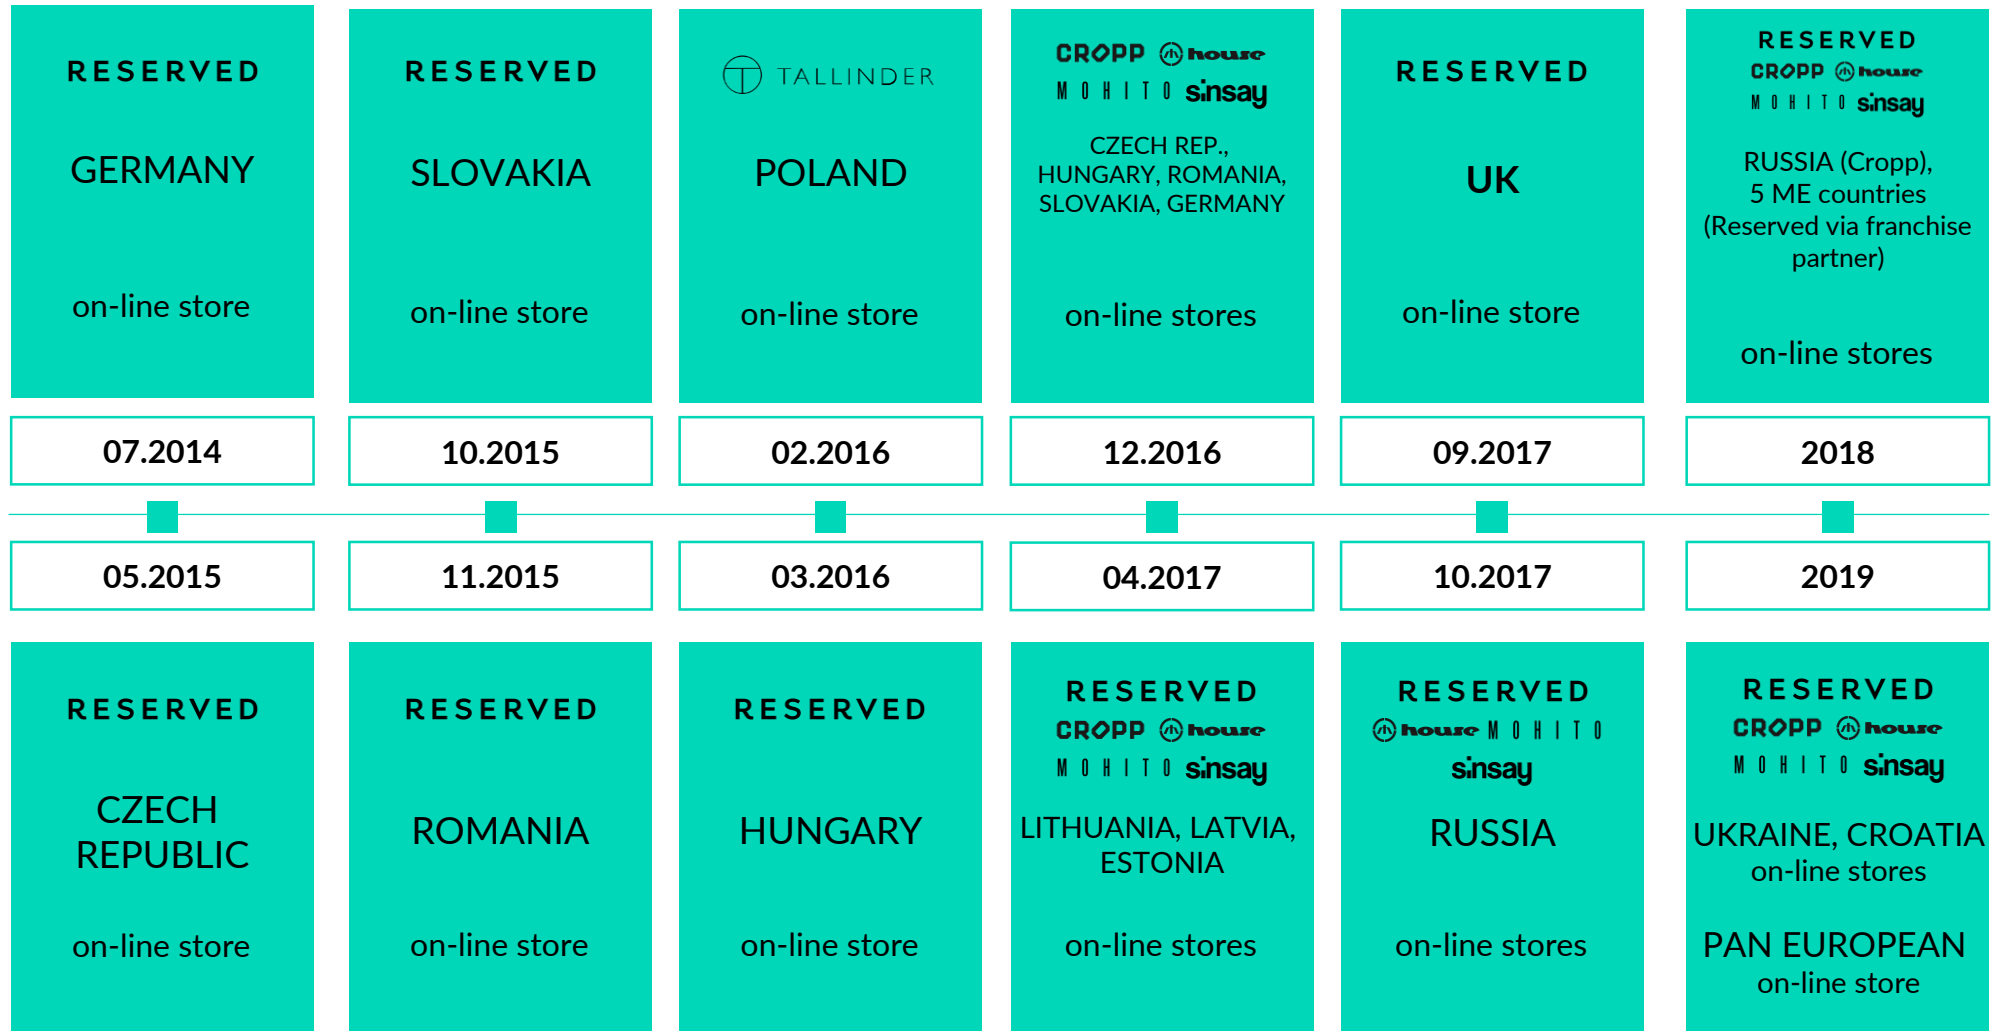 RESERVED
GERMANY
on-line store
07.2014
RESERVED
SLOVAKIA
on-line store
10.2015
TALLINDER
POLAND
on-line store
02.2016
CROPP house
MOHITO sinsay
CZECH REP.,
HUNGARY, ROMANIA,
SLOVAKIA, GERMANY
on-line stores
12.2016
RESERVED
UK
on-line store
09.2017
RESERVED
CROPP house
MOHITO sinsay
RUSSIA (Cropp),
5 ME countries
(Reserved via franchise
partner)
on-line stores
2018
05.2015
RESERVED
CZECH
REPUBLIC
on-line store
11.2015
RESERVED
ROMANIA
on-line store
03.2016
RESERVED
HUNGARY
on-line store
04.2017
RESERVED
CROPP house
MOHITO sinsay
LITHUANIA, LATVIA,
ESTONIA
on-line stores
10.2017
RESERVED
house MOHITO
sinsay
RUSSIA
on-line stores
2019
RESERVED
CROPP house
MOHITO sinsay
UKRAINE, CROATIA
on-line stores
PAN EUROPEAN
on-line store